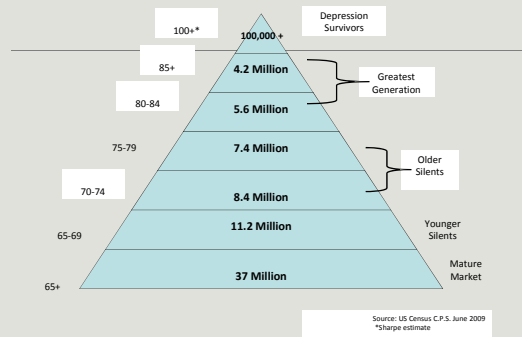 Depression
Survivors
100+*
100,000 +
85+
4.2 Million
Greatest
Generation
80-84
5.6 Million
75-79
7.4 Million
Older
Silents
70-74
8.4 Million
11.2 Million
Younger
Silents
65-69
Mature
Market
37 Million
65+
Source: US Census C.P.S. June 2009
*Sharpe estimate